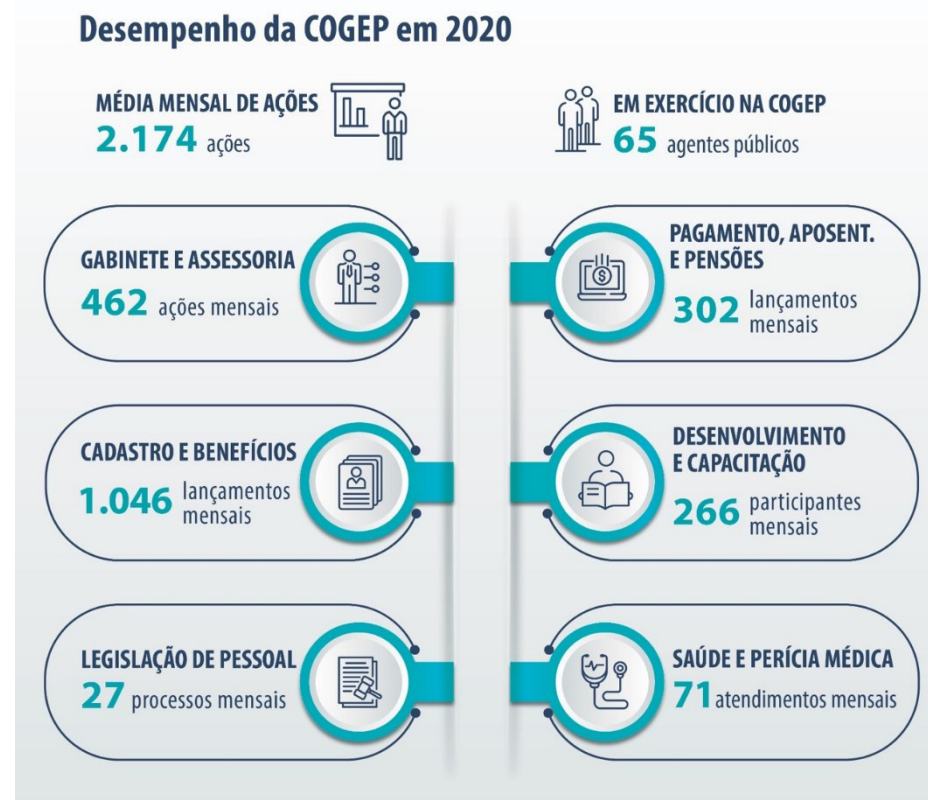 Desempenho da COGEP em 2020
MÉDIA MENSAL DE AÇÕES
2.174 ações
EM EXERCÍCIO NA COGEP
65 agentes públicos
GABINETE E ASSESSORIA
462 ações mensais
PAGAMENTO, APOSENT.
E PENSÕES
302 lançamentos
mensais
CADASTRO E BENEFÍCIOS
1.046 lançamentos
mensais
DESENVOLVIMENTO
E CAPACITAÇÃO
266 participantes
mensais
LEGISLAÇÃO DE PESSOAL
27 processos mensais
SAÚDE E PERÍCIA MÉDICA
71 atendimentos mensais